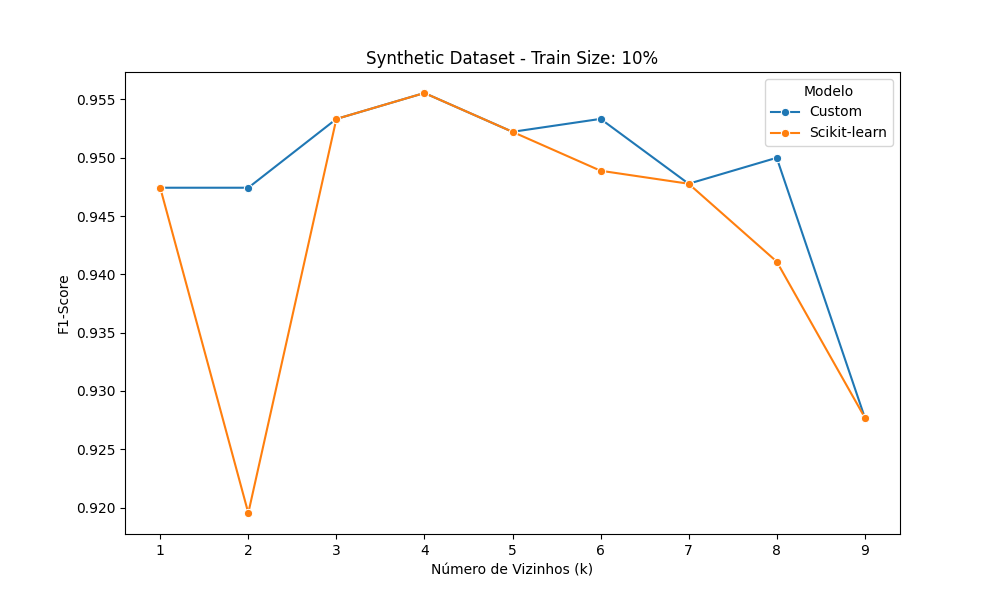 Synthetic Dataset - Train Size: 10%
Modelo
Custom
Scikit-learn
F1-Score
0.955
0.950
0.945
0.940
0.935
0.930
0.925
0.920
1 2 3 4 5 6 7 8 9
Número de Vizinhos (k)